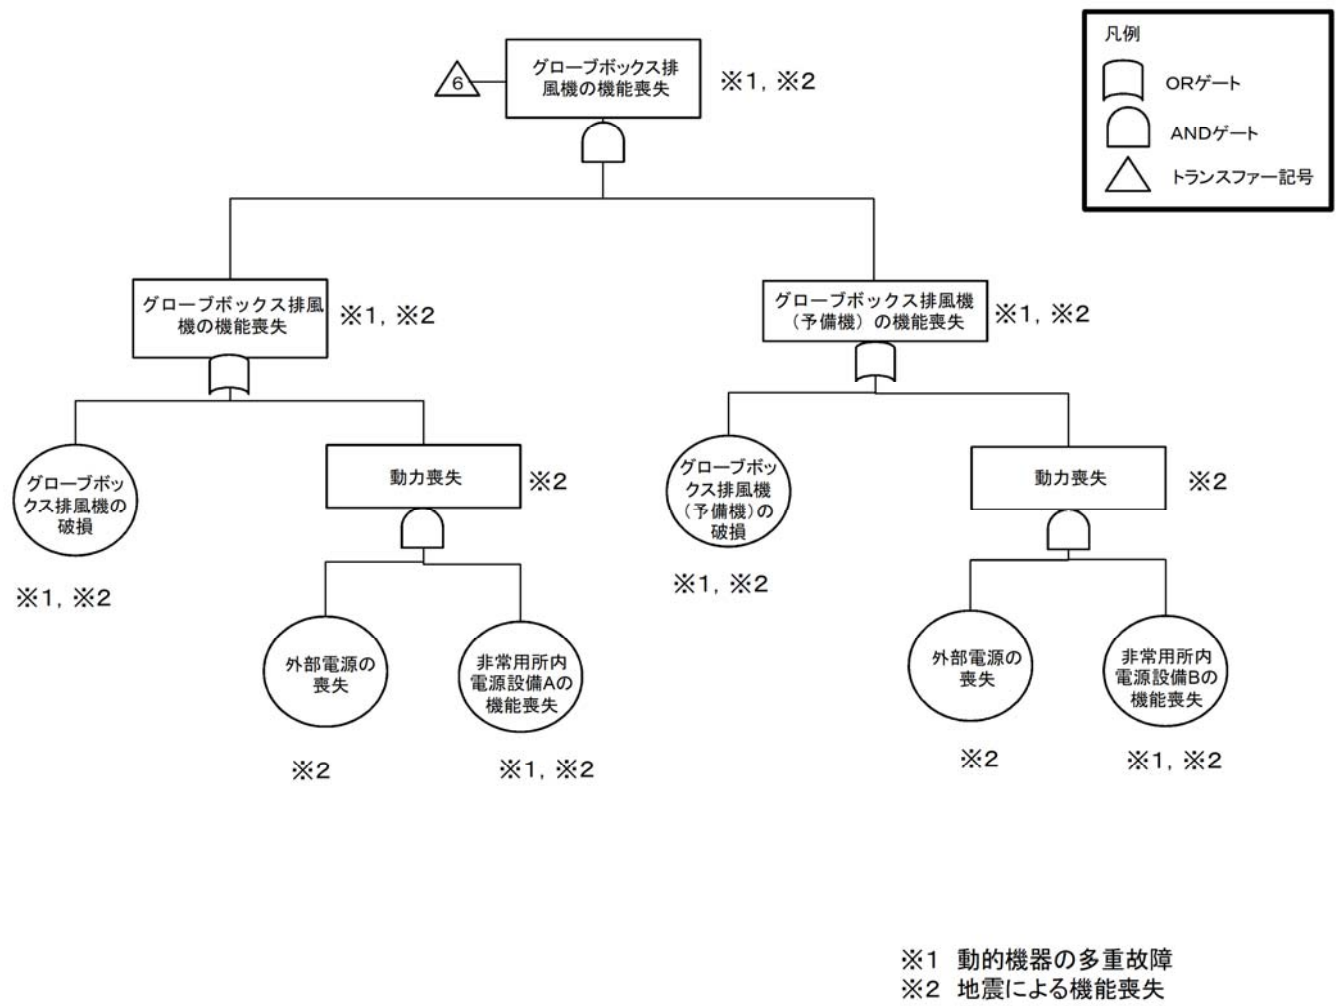 凡例
ORゲート
ANDゲート
トランスファー記号
6
グローブボックス排
風機の機能喪失
※1, ※2
グローブボックス排風
機の機能喪失
※1, ※2
グローブボックス排風機
（予備機）の機能喪失
※1, ※2
グローブボッ
クス排風機の
破損
※1, ※2
動力喪失
※2
グローブボッ
クス排風機
（予備機）の
破損
※1, ※2
動力喪失
※2
外部電源の
喪失
※2
非常用所内
電源設備Aの
機能喪失
※1, ※2
外部電源の
喪失
※2
非常用所内
電源設備Bの
機能喪失
※1, ※2
※1 動的機器の多重故障
※2 地震による機能喪失